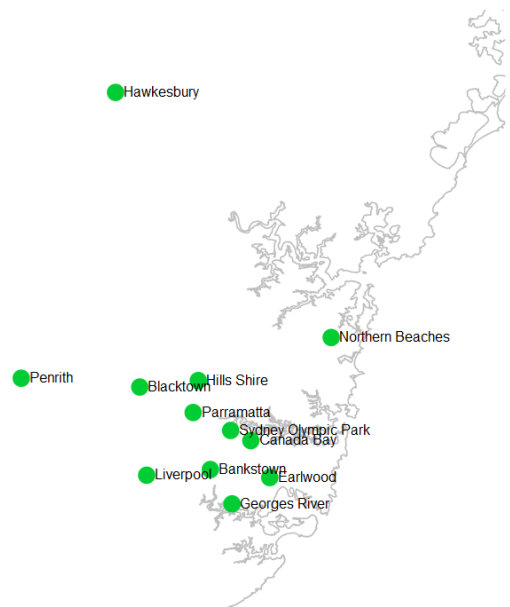 Hawkesbury
Northern Beaches
Penrith
Hills Shire
Blacktown
Parramatta
Sydney Olympic Park
Canada Bay
Bankstown
Liverpool
Earlwood
Georges River